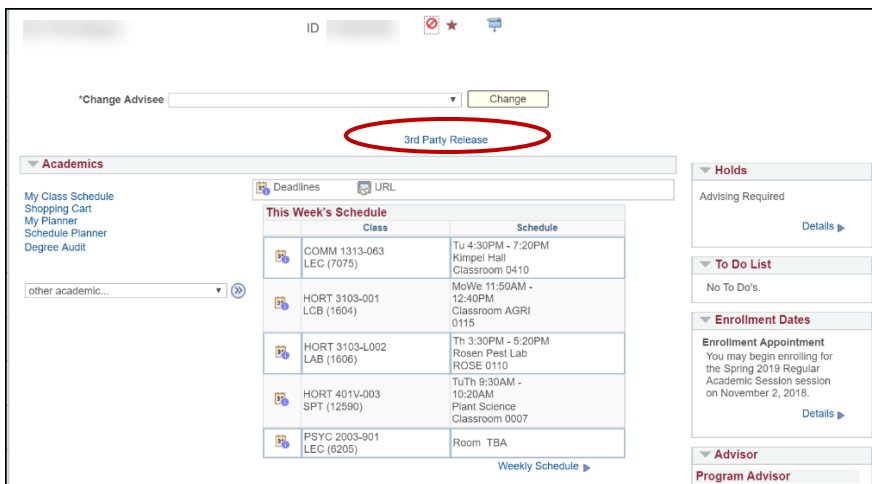 ID
*Change Advisee
Change
3rd Party Release
Academics
My Class Schedule
Shopping Cart
My Planner
Schedule Planner
Degree Audit
other academic...
Deadlines URL
This Week's Schedule
Class Schedule
COMM 1313-063
LEC (7075)
Tu 4:30PM - 7:20PM
Kimpel Hall
Classroom 0410
HORT 3103-001
LCB (1604)
MoWe 11:50AM -
12:40PM
Classroom AGRI
0115
HORT 3103-L002
LAB (1606)
Th 3:30PM - 5:20PM
Rosen Pest Lab
ROSE 0110
HORT 401V-003
SPT (12590)
TuTh 9:30AM -
10:20AM
Plant Science
Classroom 0007
PSYC 2003-901
LEC (6205)
Room TBA
Weekly Schedule
Holds
Advising Required
Details
To Do List
No To Do's.
Enrollment Dates
Enrollment Appointment
You may begin enrolling for
the Spring 2019 Regular
Academic Session session
on November 2, 2018.
Details
Advisor
Program Advisor